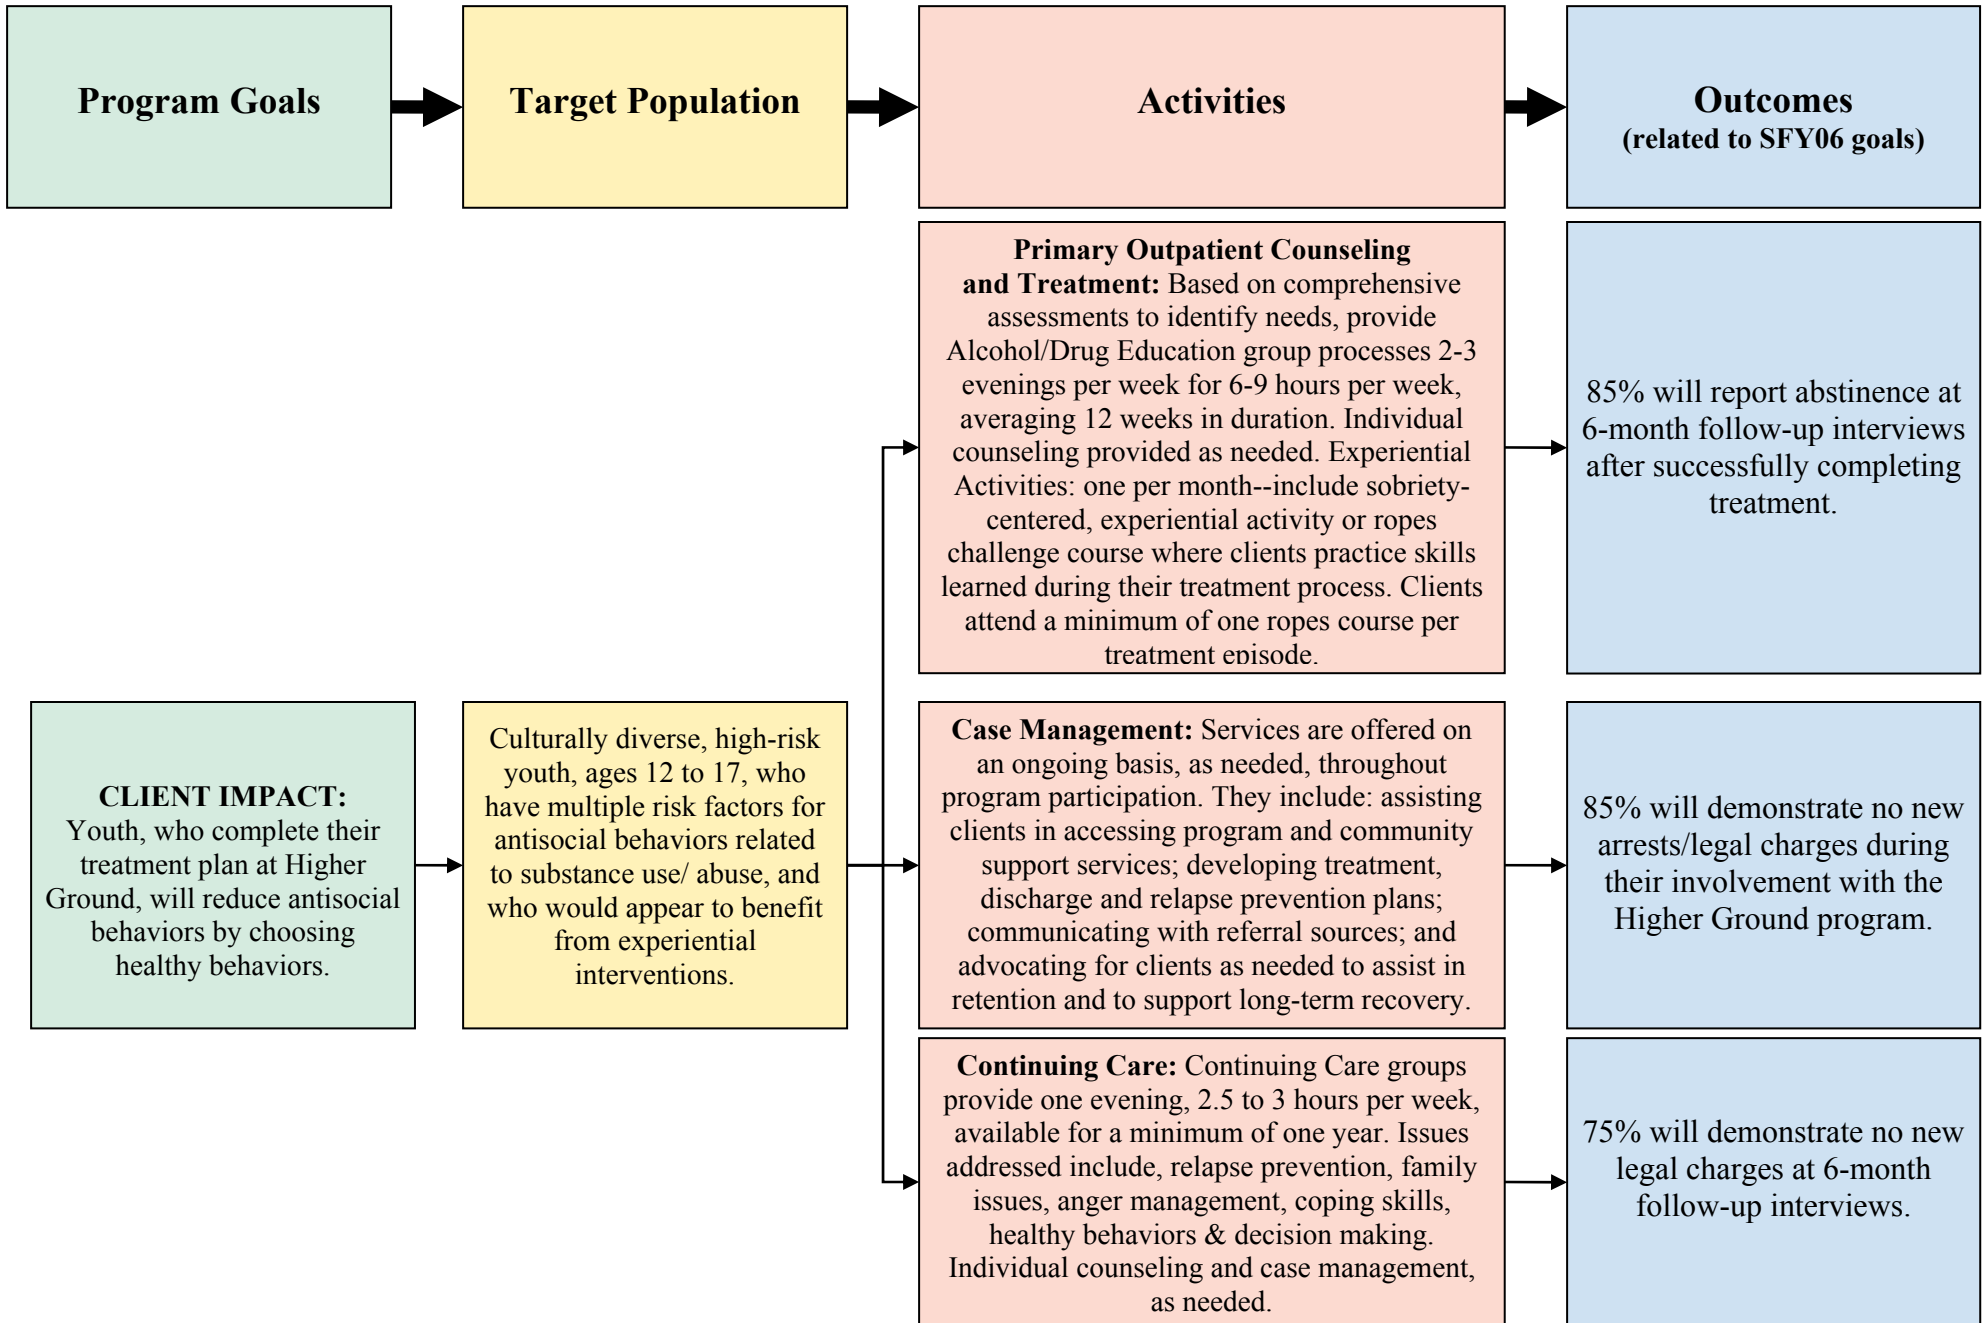 Program Goals
Target Population
Activities
Outcomes
(related to SFY06 goals)
CLIENT IMPACT:
Youth, who complete their
treatment plan at Higher
Ground, will reduce antisocial
behaviors by choosing
healthy behaviors.
Culturally diverse, high-risk
youth, ages 12 to 17, who
have multiple risk factors for
antisocial behaviors related
to substance use/ abuse, and
who would appear to benefit
from experiential
interventions.
Primary Outpatient Counseling
and Treatment: Based on comprehensive
assessments to identify needs, provide
Alcohol/Drug Education group processes 2-3
evenings per week for 6-9 hours per week,
averaging 12 weeks in duration. Individual
counseling provided as needed. Experiential
Activities: one per month--include sobriety-
centered, experiential activity or ropes
challenge course where clients practice skills
learned during their treatment process. Clients
attend a minimum of one ropes course per
treatment episode.
85% will report abstinence at
6-month follow-up interviews
after successfully completing
treatment.
Case Management: Services are offered on
an ongoing basis, as needed, throughout
program participation. They include: assisting
clients in accessing program and community
support services; developing treatment,
discharge and relapse prevention plans;
communicating with referral sources; and
advocating for clients as needed to assist in
retention and to support long-term recovery.
85% will demonstrate no new
arrests/legal charges during
their involvement with the
Higher Ground program.
Continuing Care: Continuing Care groups
provide one evening, 2.5 to 3 hours per week,
available for a minimum of one year. Issues
addressed include, relapse prevention, family
issues, anger management, coping skills,
healthy behaviors & decision making.
Individual counseling and case management,
as needed.
75% will demonstrate no new
legal charges at 6-month
follow-up interviews.